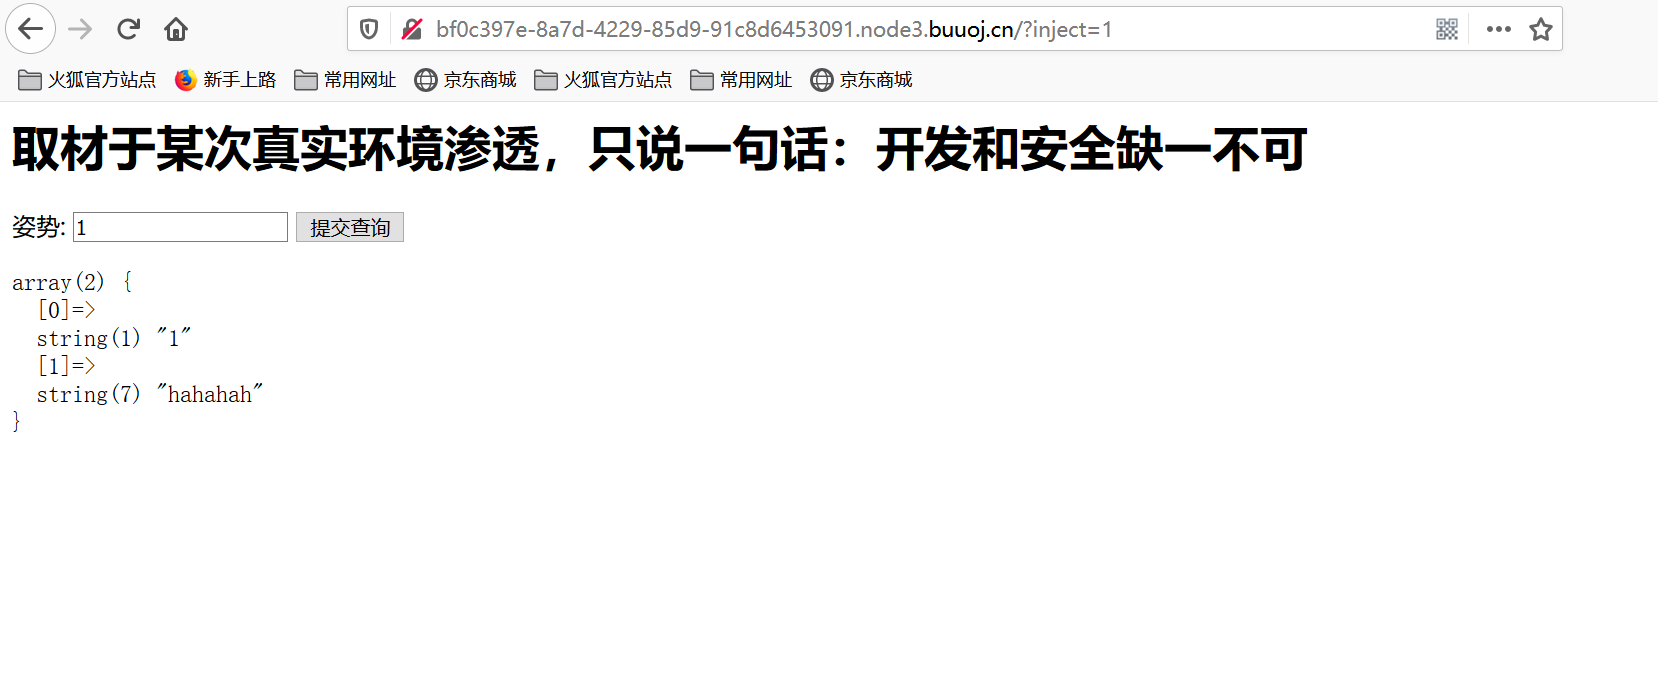 bf0c397e-8a7d-4229-85d9-91c8d6453091.node3.buuoj.cn/?inject=1
火狐官方站点 新手上路 常用网址 京东商城 火狐官方站点 常用网址 京东商城
取材于某次真实环境渗透，只说一句话：开发和安全缺一不可
姿势: 1 提交查询
array(2) {
  [0]=>
  string(1) "1"
  [1]=>
  string(7) "hahahah"
}